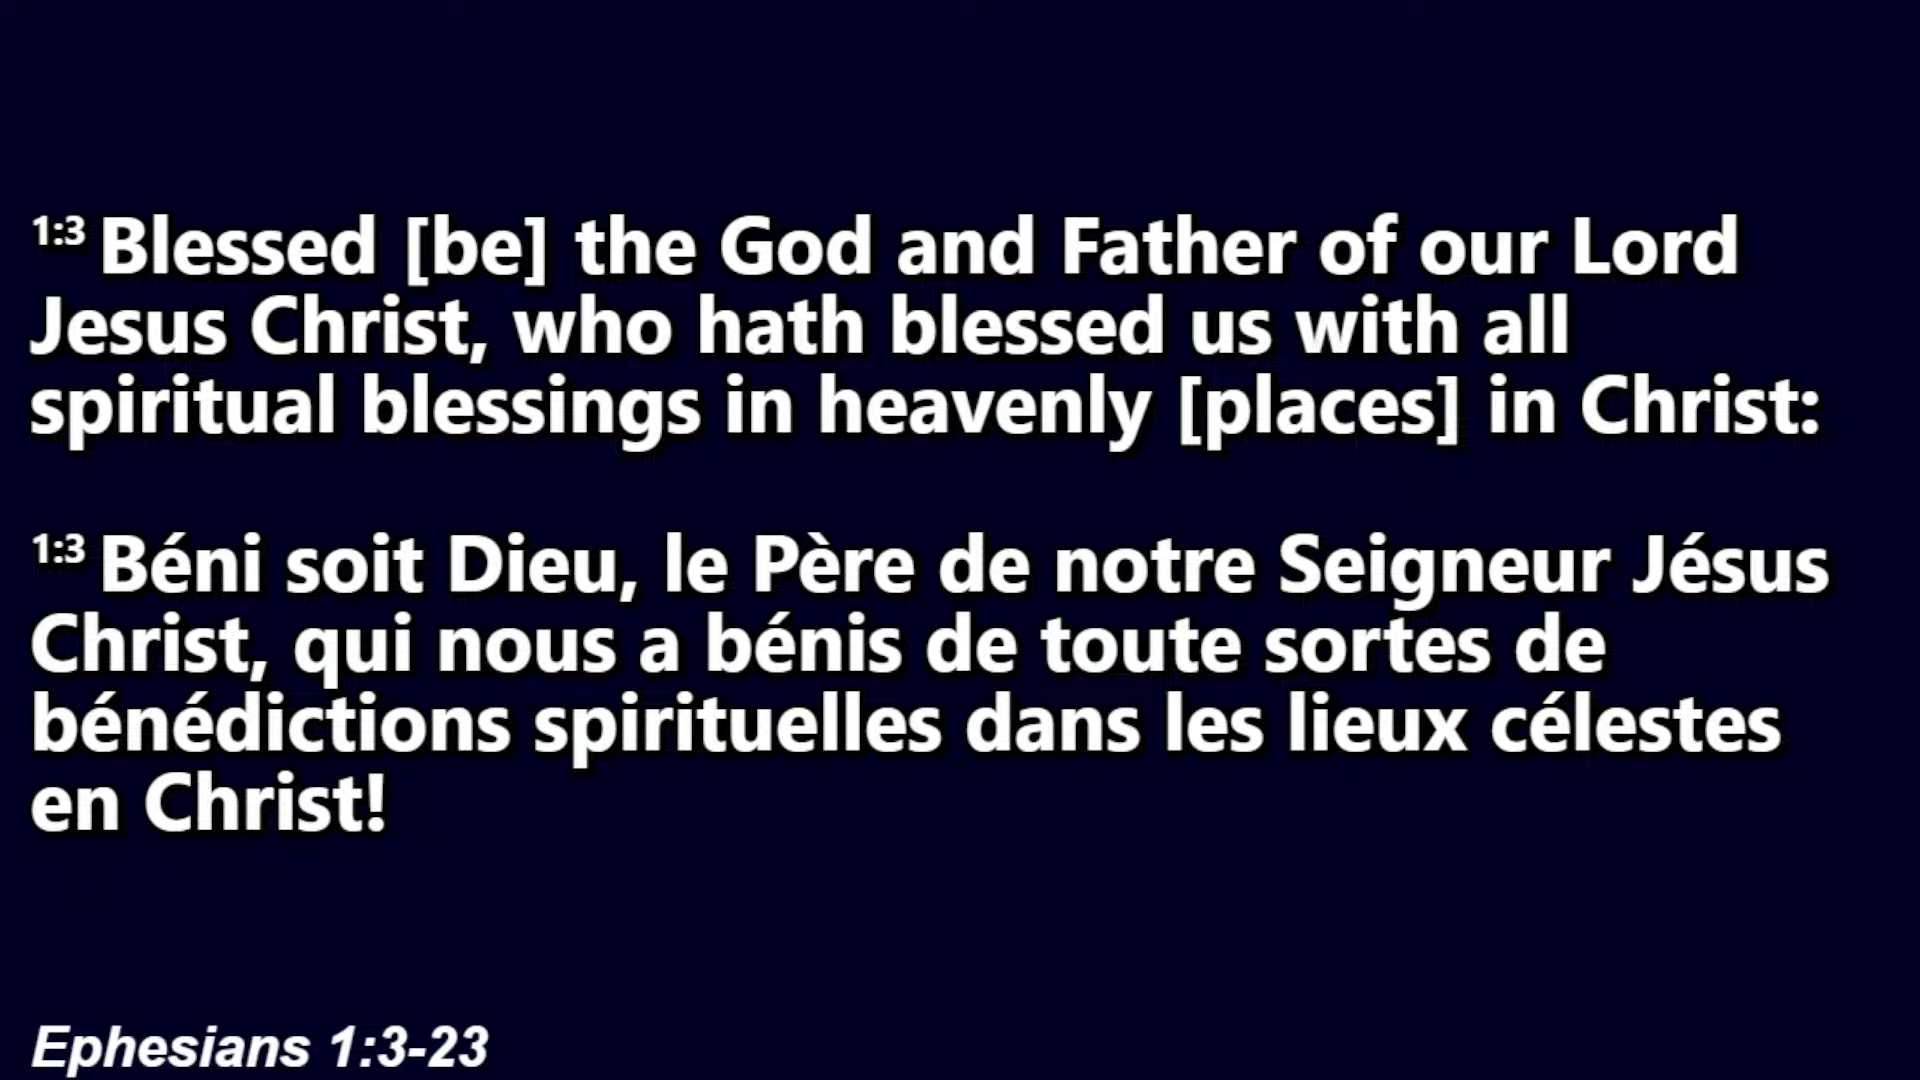 1:3 Blessed [be] the God and Father of our Lord
Jesus Christ, who hath blessed us with all
spiritual blessings in heavenly [places] in Christ:
1:3 Béni soit Dieu, le Père de notre Seigneur Jésus
Christ, qui nous a bénis de toute sortes de
bénédictions spirituelles dans les lieux célestes
en Christ!
Ephesians 1:3-23